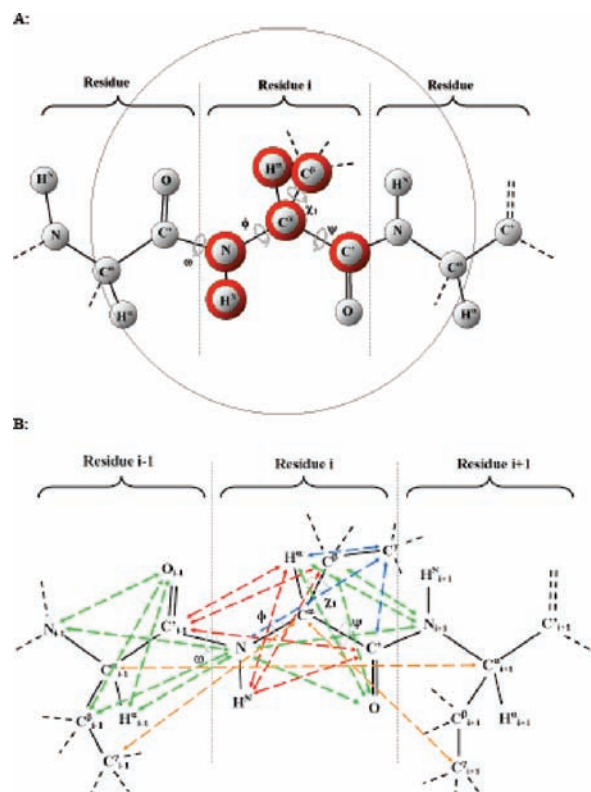 A:
Residue Residue i Residue
H^N O H^α C^β H^N
χ1
N C' φ C^α ψ N C'
ω N C'
C^α C^α
H^α H^N O H^α
B:
Residue i-1 Residue i Residue i+1
O_i-1 H^α C^β C^γ H^N_i+1
χ1
N_i-1 C'_i-1 φ C^α ψ N_i+1 C'_i+1
ω N C'
C^α_i-1 C^α_i+1
C^β_i-1 H^α_i-1 H^N O C^β_i+1 H^α_i+1
C^γ_i-1 C^γ_i+1